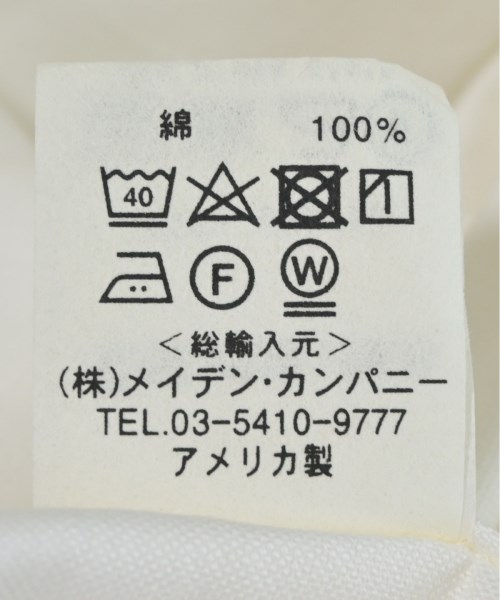 綿 100%
40
F W
＜総輸入元＞
(株)メイデン・カンパニー
TEL.03-5410-9777
アメリカ製